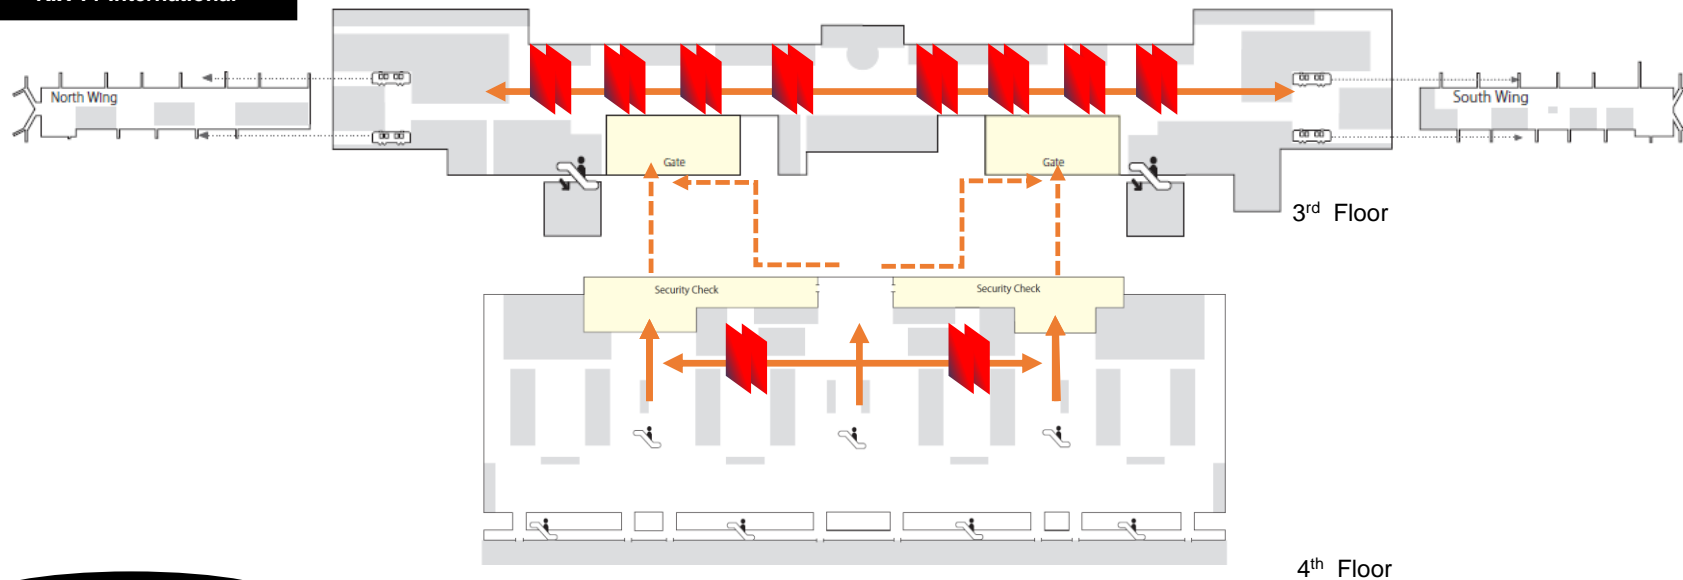 North Wing
South Wing
Gate
Gate
3rd Floor
Security Check
Security Check
4th Floor